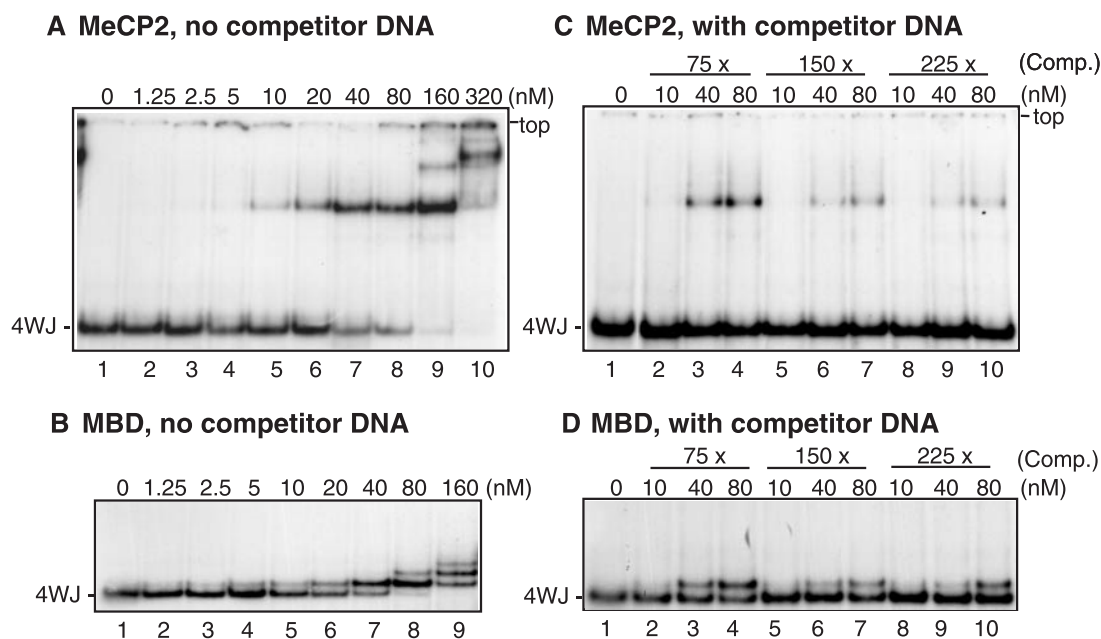 A MeCP2, no competitor DNA
0 1.25 2.5 5 10 20 40 80 160 320 (nM)
top
4WJ
1 2 3 4 5 6 7 8 9 10
C MeCP2, with competitor DNA
75 x 150 x 225 x (Comp.)
0 10 40 80 10 40 80 10 40 80 (nM)
top
4WJ
1 2 3 4 5 6 7 8 9 10
B MBD, no competitor DNA
0 1.25 2.5 5 10 20 40 80 160 (nM)
4WJ
1 2 3 4 5 6 7 8 9
D MBD, with competitor DNA
75 x 150 x 225 x (Comp.)
0 10 40 80 10 40 80 10 40 80 (nM)
4WJ
1 2 3 4 5 6 7 8 9 10